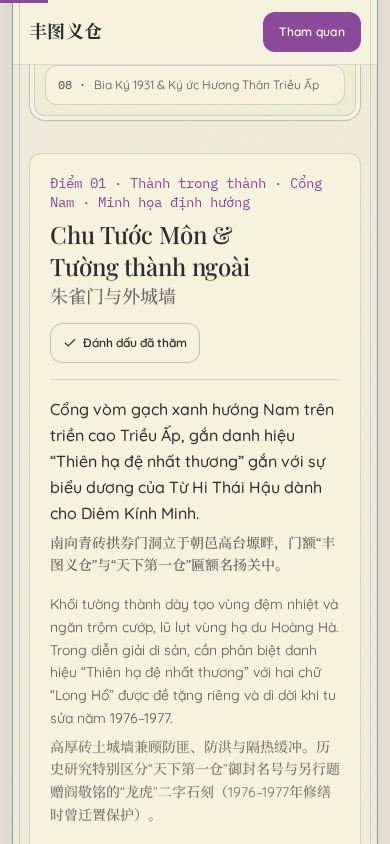 丰图义仓
Tham quan
08 · Bia Ký 1931 & Ký ức Hương Thân Triều Ấp
Điểm 01 · Thành trong thành · Cổng
Nam · Minh họa định hướng
Chu Tước Môn &
Tường thành ngoài
朱雀门与外城墙
Đánh dấu đã thăm
Cổng vòm gạch xanh hướng Nam trên
triền cao Triều Ấp, gắn danh hiệu
“Thiên hạ đệ nhất thương” gắn với sự
biểu dương của Từ Hi Thái Hậu dành
cho Diêm Kính Minh.
南向青砖拱券门洞立于朝邑高台塬畔，门额“丰
图义仓”与“天下第一仓”匾额名扬关中。
Khối tường thành dày tạo vùng đệm nhiệt và
ngăn trộm cướp, lũ lụt vùng hạ du Hoàng Hà.
Trong diễn giải di sản, cần phân biệt danh
hiệu “Thiên hạ đệ nhất thương” với hai chữ
“Long Hổ” được đề tặng riêng và di dời khi tu
sửa năm 1976–1977.
高厚砖土城墙兼顾防匪、防洪与隔热缓冲。历
史研究特别区分“天下第一仓”御封名号与另行题
赠阎敬铭的“龙虎”二字石刻（1976–1977年修缮
时曾迁置保护）。